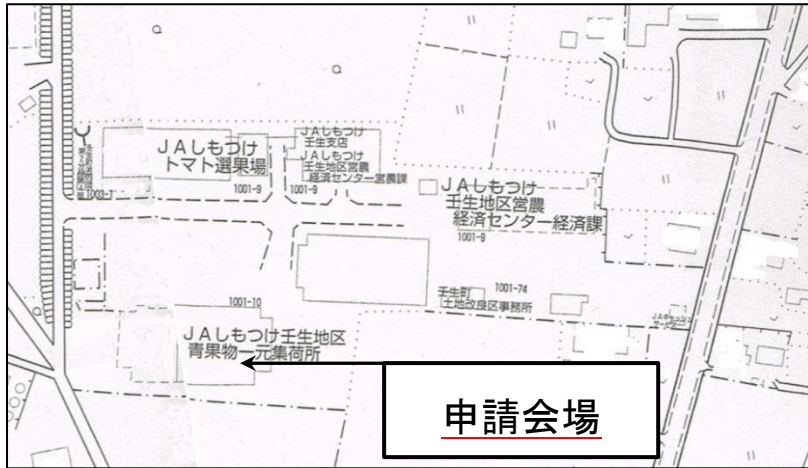 JAしもつけ
トマト選果場
JAしもつけ
壬生支店
JAしもつけ
壬生地区営農
経済センター営農課
1003-1
1001-9
1001-9
JAしもつけ
壬生地区営農
経済センター経済課
1001-9
壬生町
土地改良区事務所
1001-74
1001-10
JAしもつけ壬生地区
青果物一元集荷所
申請会場